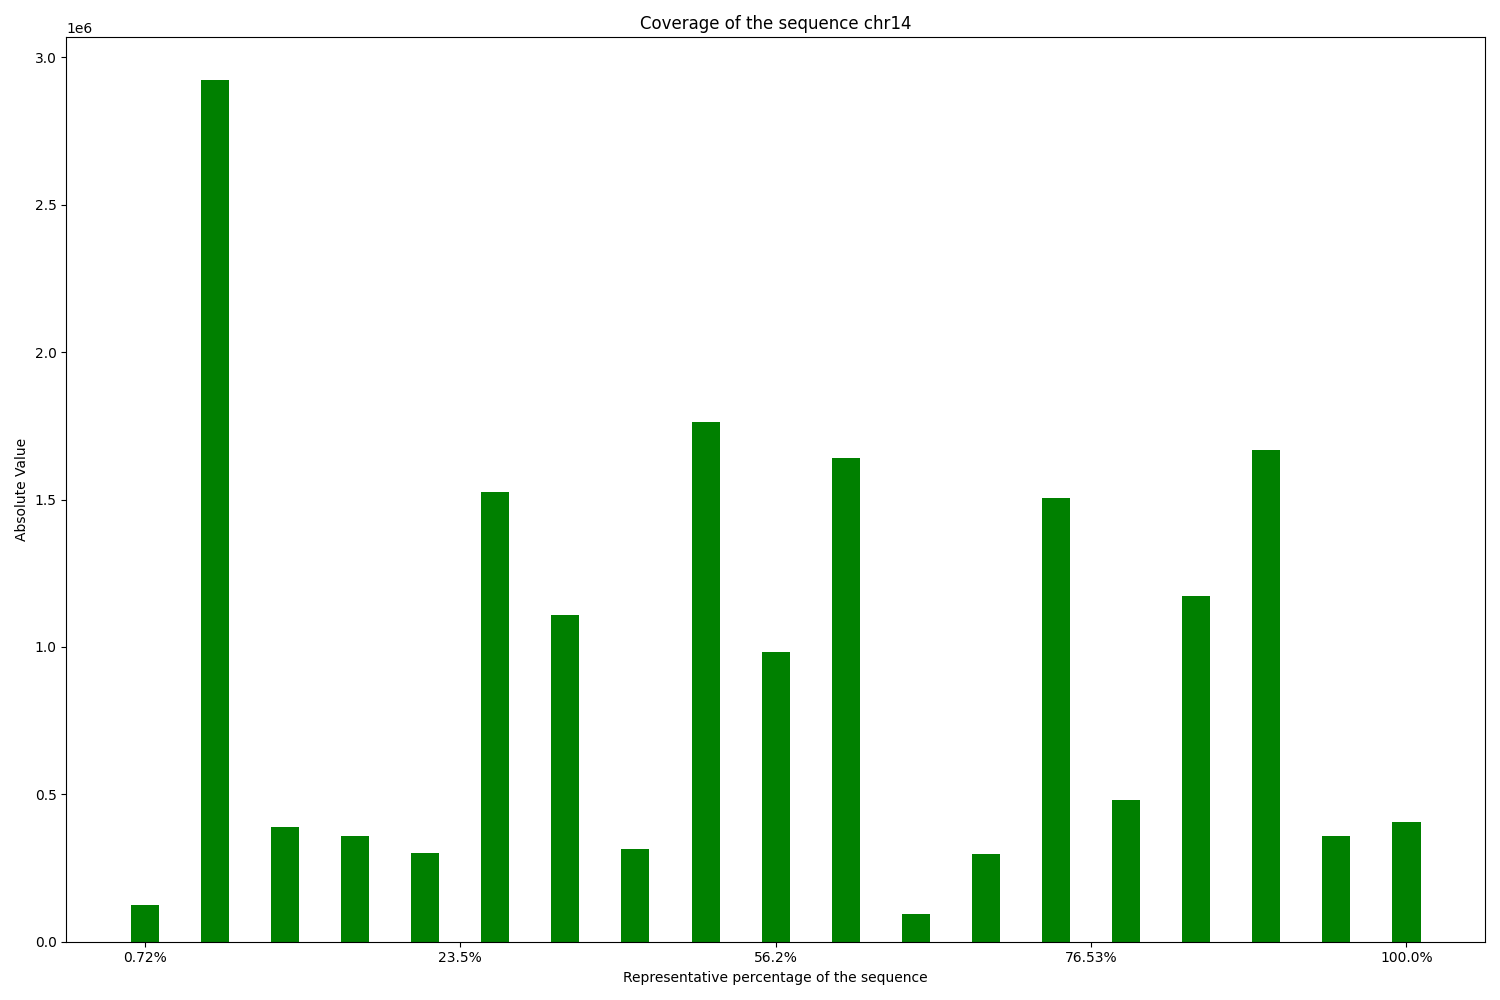 Coverage of the sequence chr14
1e6
3.0
2.5
2.0
1.5
1.0
0.5
0.0
Absolute Value
0.72% 23.5% 56.2% 76.53% 100.0%
Representative percentage of the sequence